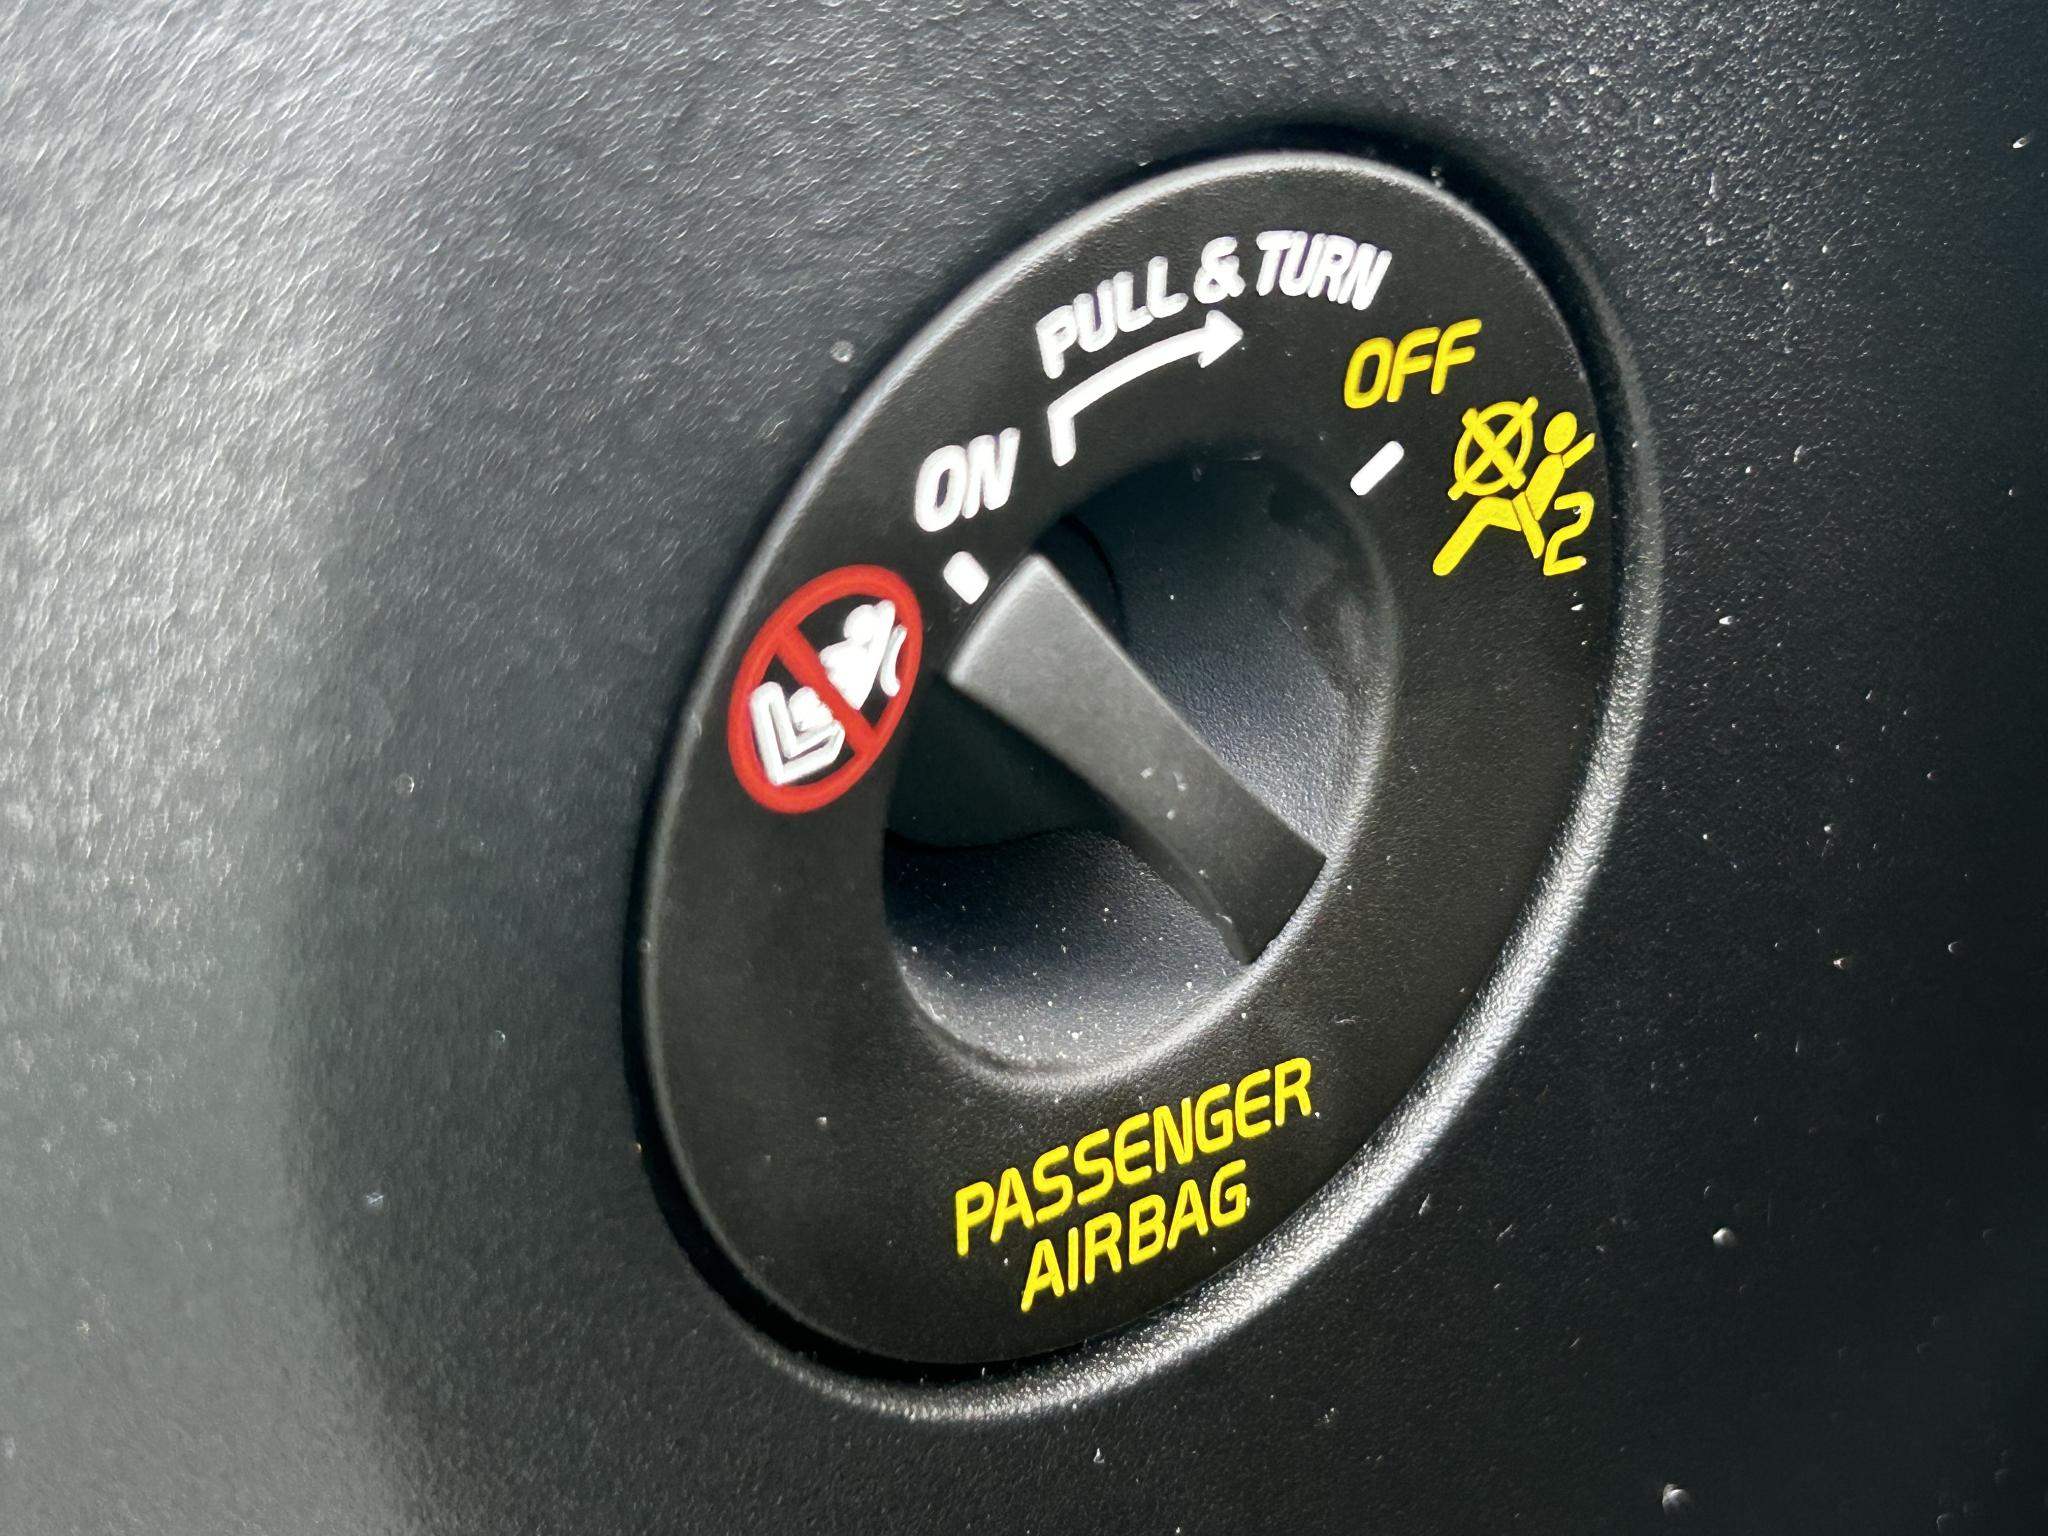 PULL & TURN
ON
OFF
2
PASSENGER
AIRBAG